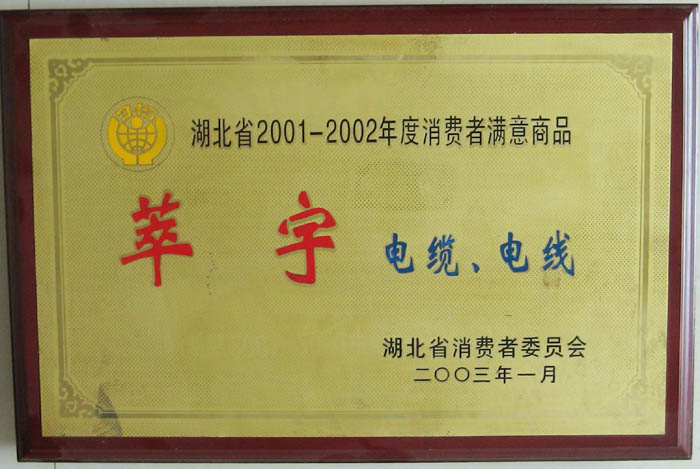 湖北省2001-2002年度消费者满意商品
萃宇 电缆、电线
湖北省消费者委员会
二〇〇三年一月